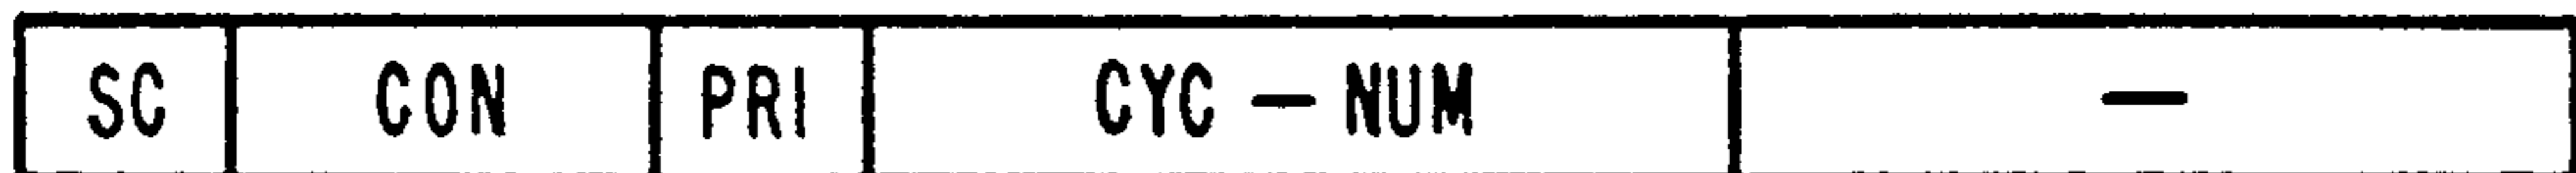 SC CON PRI CYC — NUM —